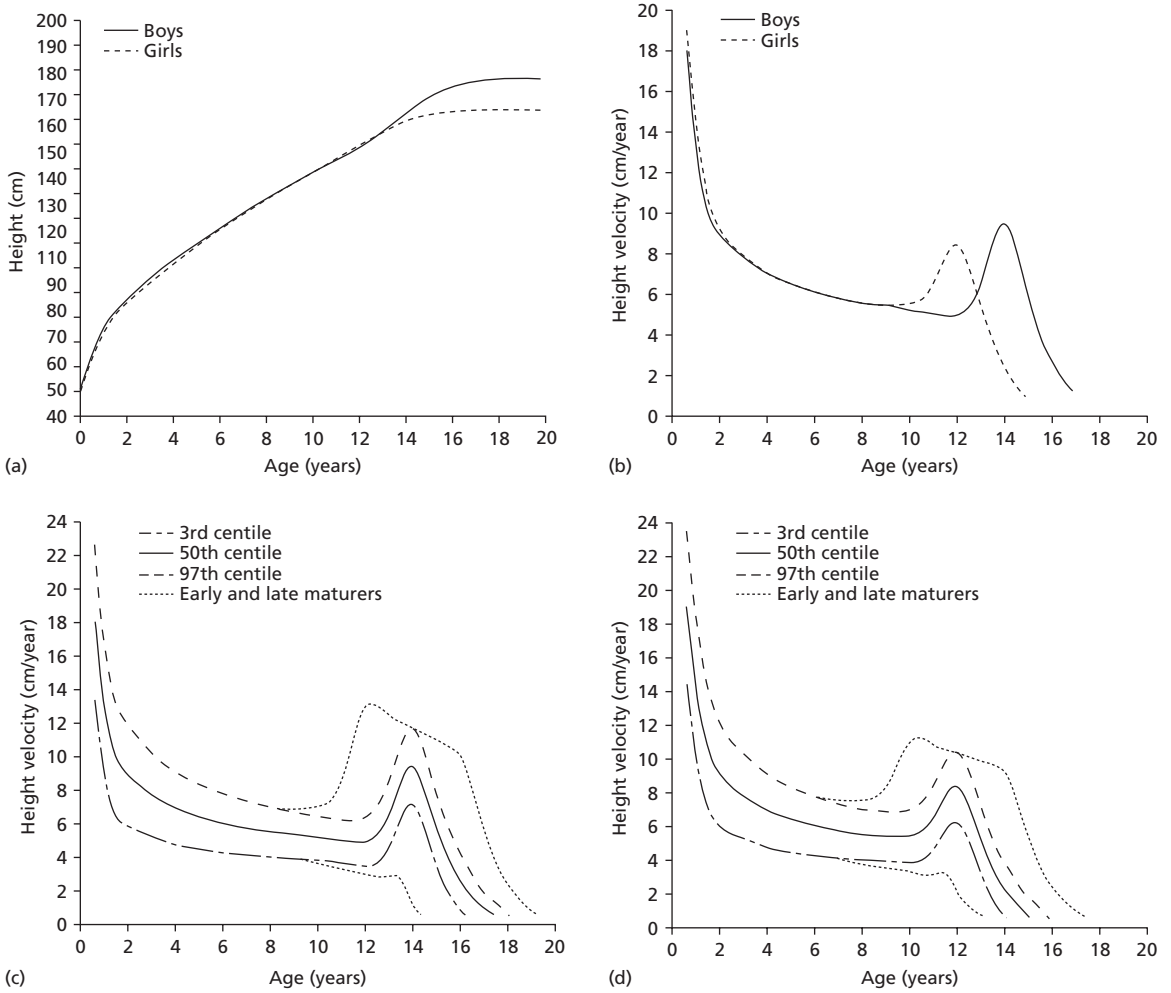 200
190
180
170
160
150
140
130
120
110
90
80
70
60
50
40
Height (cm)
Boys
Girls
0 2 4 6 8 10 12 14 16 18 20
Age (years)
(a)
20
18
16
14
12
10
8
6
4
2
0
Height velocity (cm/year)
Boys
Girls
0 2 4 6 8 10 12 14 16 18 20
Age (years)
(b)
24
22
20
18
16
14
12
10
8
6
4
2
0
Height velocity (cm/year)
3rd centile
50th centile
97th centile
Early and late maturers
0 2 4 6 8 10 12 14 16 18 20
Age (years)
(c)
24
22
20
18
16
14
12
10
8
6
4
2
0
Height velocity (cm/year)
3rd centile
50th centile
97th centile
Early and late maturers
0 2 4 6 8 10 12 14 16 18 20
Age (years)
(d)